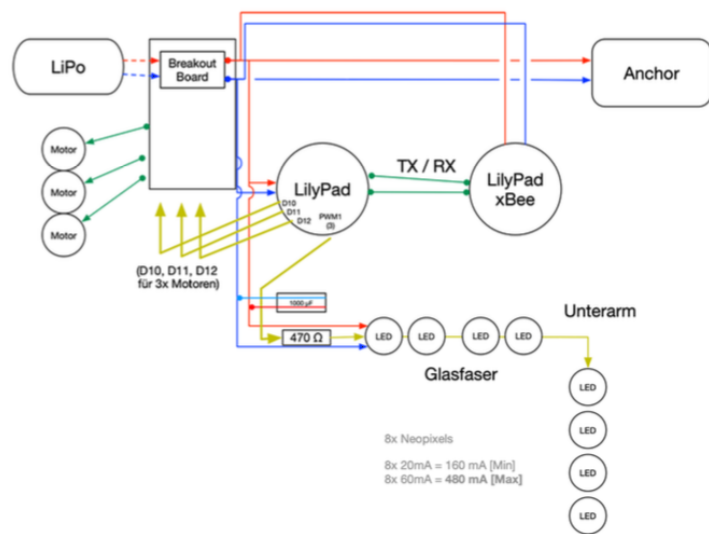 LiPo
Breakout
Board
Anchor
Motor
Motor
Motor
LilyPad
D10
D11
D12
PWM1
(3)
TX / RX
LilyPad
xBee
(D10, D11, D12
für 3x Motoren)
1000 µF
470 Ω
LED
LED
LED
LED
Glasfaser
Unterarm
LED
LED
LED
LED
8x Neopixels
8x 20mA = 160 mA [Min]
8x 60mA = 480 mA [Max]